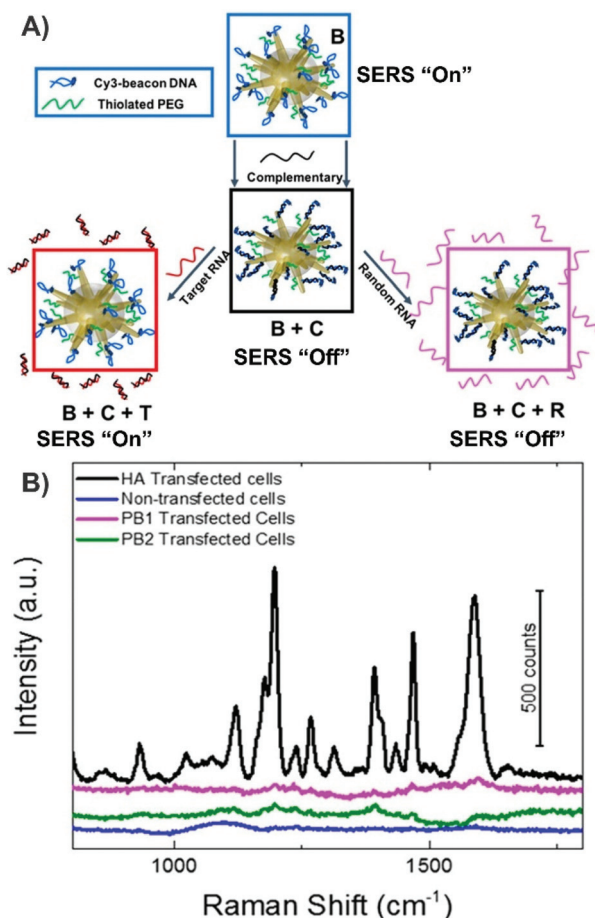 A)
B
SERS “On”
Cy3-beacon DNA
Thiolated PEG
Complementary
Target RNA
Random RNA
B + C
SERS “Off”
B + C + T
SERS “On”
B + C + R
SERS “Off”
B)
HA Transfected cells
Non-transfected cells
PB1 Transfected Cells
PB2 Transfected Cells
500 counts
Intensity (a.u.)
1000
1500
Raman Shift (cm⁻¹)